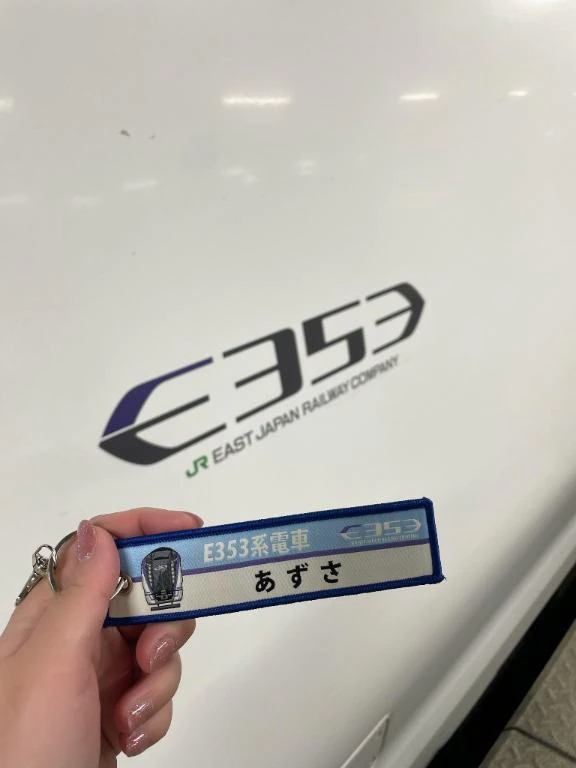 E353
JR EAST JAPAN RAILWAY COMPANY
E353系電車
E353
あずさ